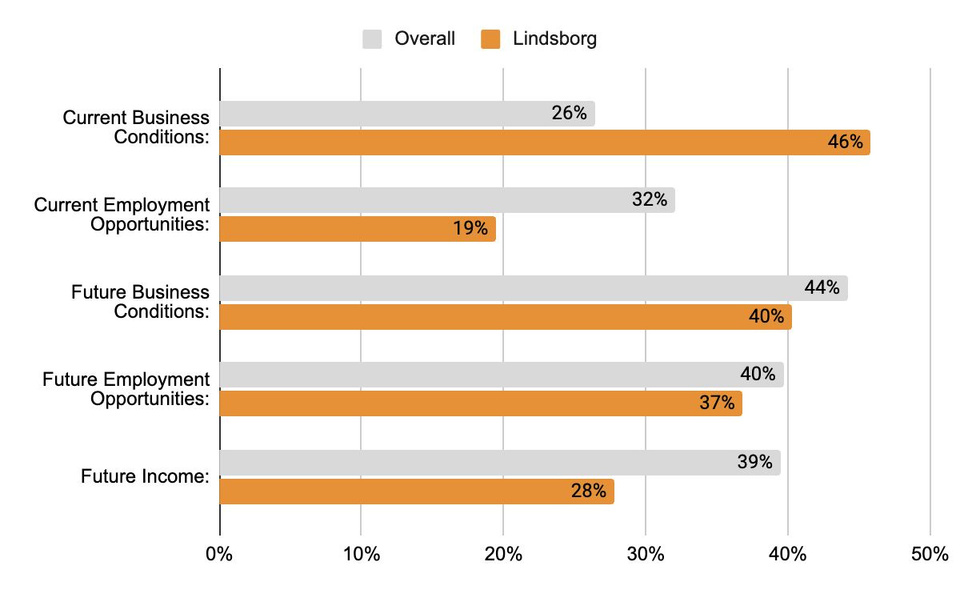 Overall Lindsborg
Current Business
Conditions:
26%
46%
Current Employment
Opportunities:
32%
19%
Future Business
Conditions:
44%
40%
Future Employment
Opportunities:
40%
37%
Future Income:
39%
28%
0% 10% 20% 30% 40% 50%